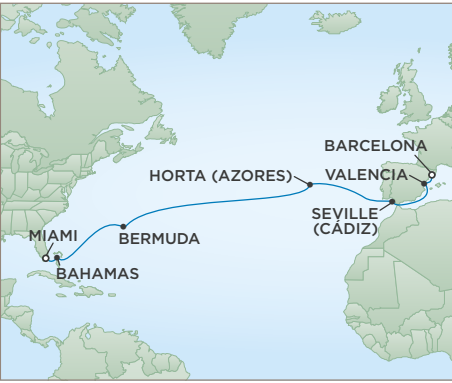 BARCELONA
HORTA (AZORES)
VALENCIA
SEVILLE
(CÁDIZ)
MIAMI
BERMUDA
BAHAMAS